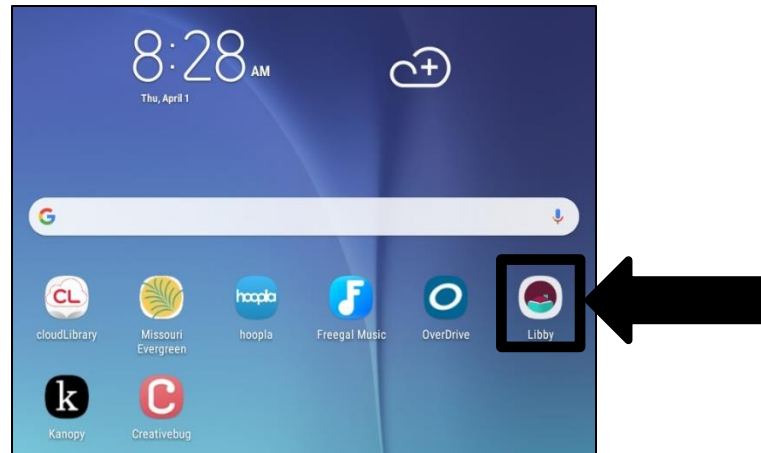 8:28 AM
Thu, April 1
G
CL
hoopla
cloudLibrary
Missouri
Evergreen
hoopla
Freegal Music
OverDrive
Libby
k
C
Kanopy
Creativebug